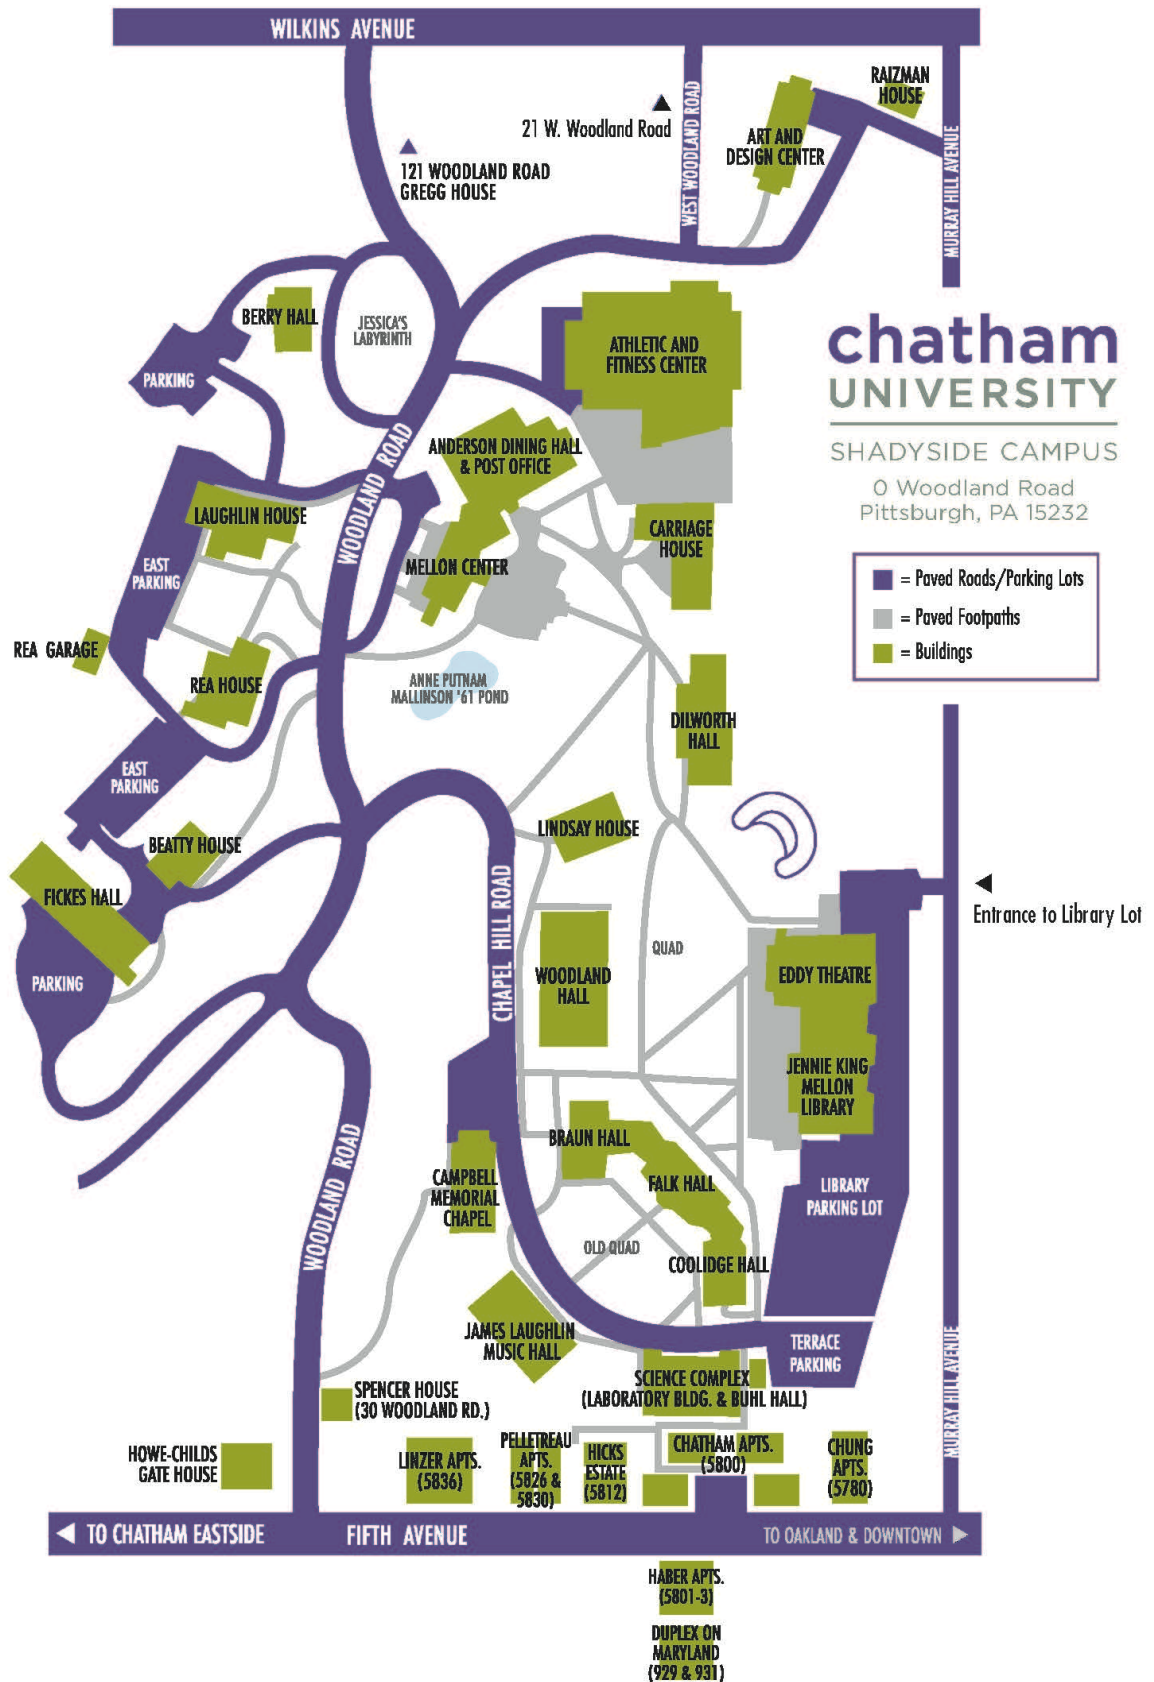 WILKINS AVENUE
RAIZMAN
HOUSE
21 W. Woodland Road
WEST WOODLAND ROAD
ART AND
DESIGN CENTER
MURRAY HILL AVENUE
121 WOODLAND ROAD
GREGG HOUSE
BERRY HALL
JESSICA'S
LABYRINTH
PARKING
ATHLETIC AND
FITNESS CENTER
chatham
UNIVERSITY
SHADYSIDE CAMPUS
0 Woodland Road
Pittsburgh, PA 15232
WOODLAND ROAD
ANDERSON DINING HALL
& POST OFFICE
LAUGHLIN HOUSE
CARRIAGE
HOUSE
MELLON CENTER
EAST
PARKING
= Paved Roads/Parking Lots
= Paved Footpaths
= Buildings
REA GARAGE
REA HOUSE
ANNE PUTNAM
MALLINSON '61 POND
DILWORTH
HALL
EAST
PARKING
LINDSAY HOUSE
BEATTY HOUSE
FICKES HALL
CHAPEL HILL ROAD
Entrance to Library Lot
QUAD
WOODLAND
HALL
EDDY THEATRE
PARKING
JENNIE KING
MELLON
LIBRARY
BRAUN HALL
WOODLAND ROAD
CAMPBELL
MEMORIAL
CHAPEL
FALK HALL
LIBRARY
PARKING LOT
OLD QUAD
COOLIDGE HALL
JAMES LAUGHLIN
MUSIC HALL
TERRACE
PARKING
MURRAY HILL AVENUE
SCIENCE COMPLEX
(LABORATORY BLDG. & BUHL HALL)
SPENCER HOUSE
(30 WOODLAND RD.)
HOWE-CHILDS
GATE HOUSE
LINZER APTS.
(5836)
PELLETREAU
APTS.
(5826 &
5830)
HICKS
ESTATE
(5812)
CHATHAM APTS.
(5800)
CHUNG
APTS.
(5780)
TO CHATHAM EASTSIDE
FIFTH AVENUE
TO OAKLAND & DOWNTOWN
HABER APTS.
(5801-3)
DUPLEX ON
MARYLAND
(929 & 931)